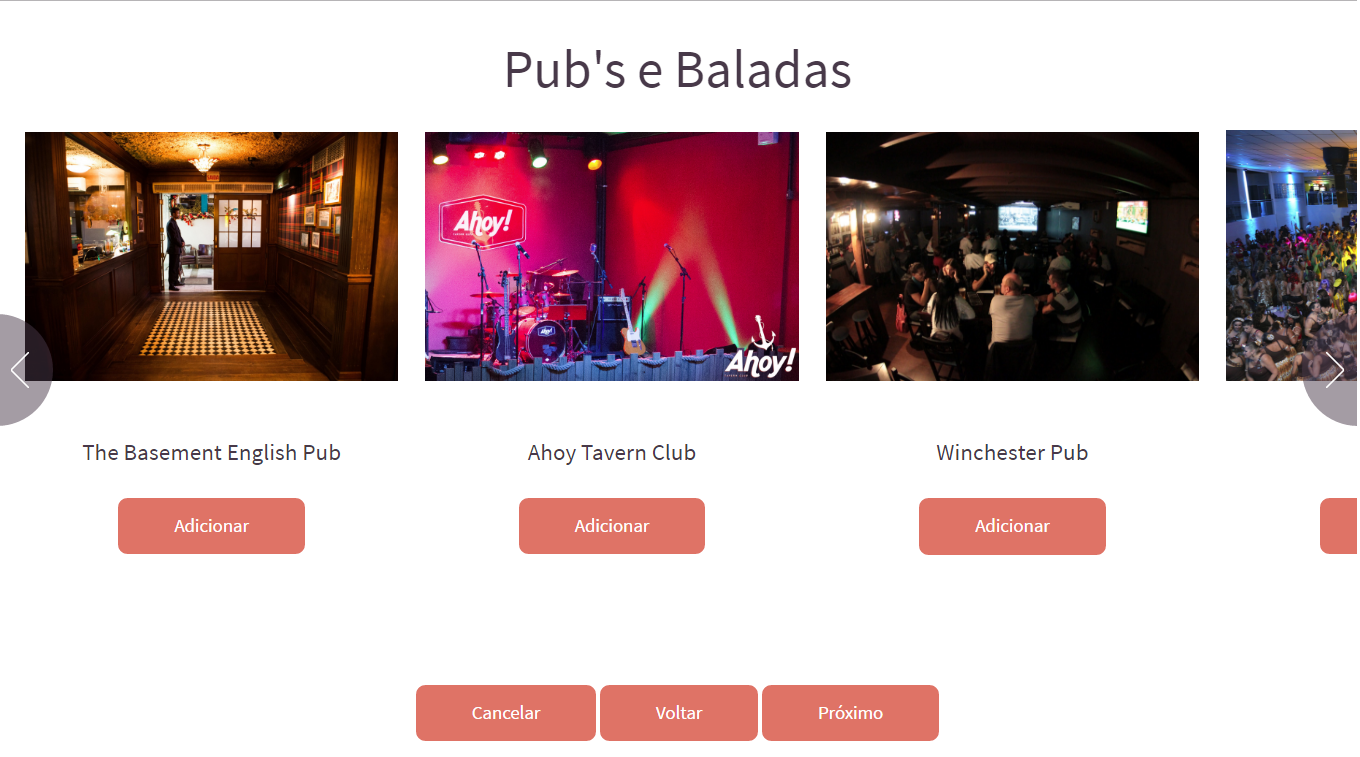 Pub's e Baladas
Ahoy!
Ahoy!
Ahoy!
The Basement English Pub
Ahoy Tavern Club
Winchester Pub
Adicionar
Adicionar
Adicionar
Cancelar
Voltar
Próximo